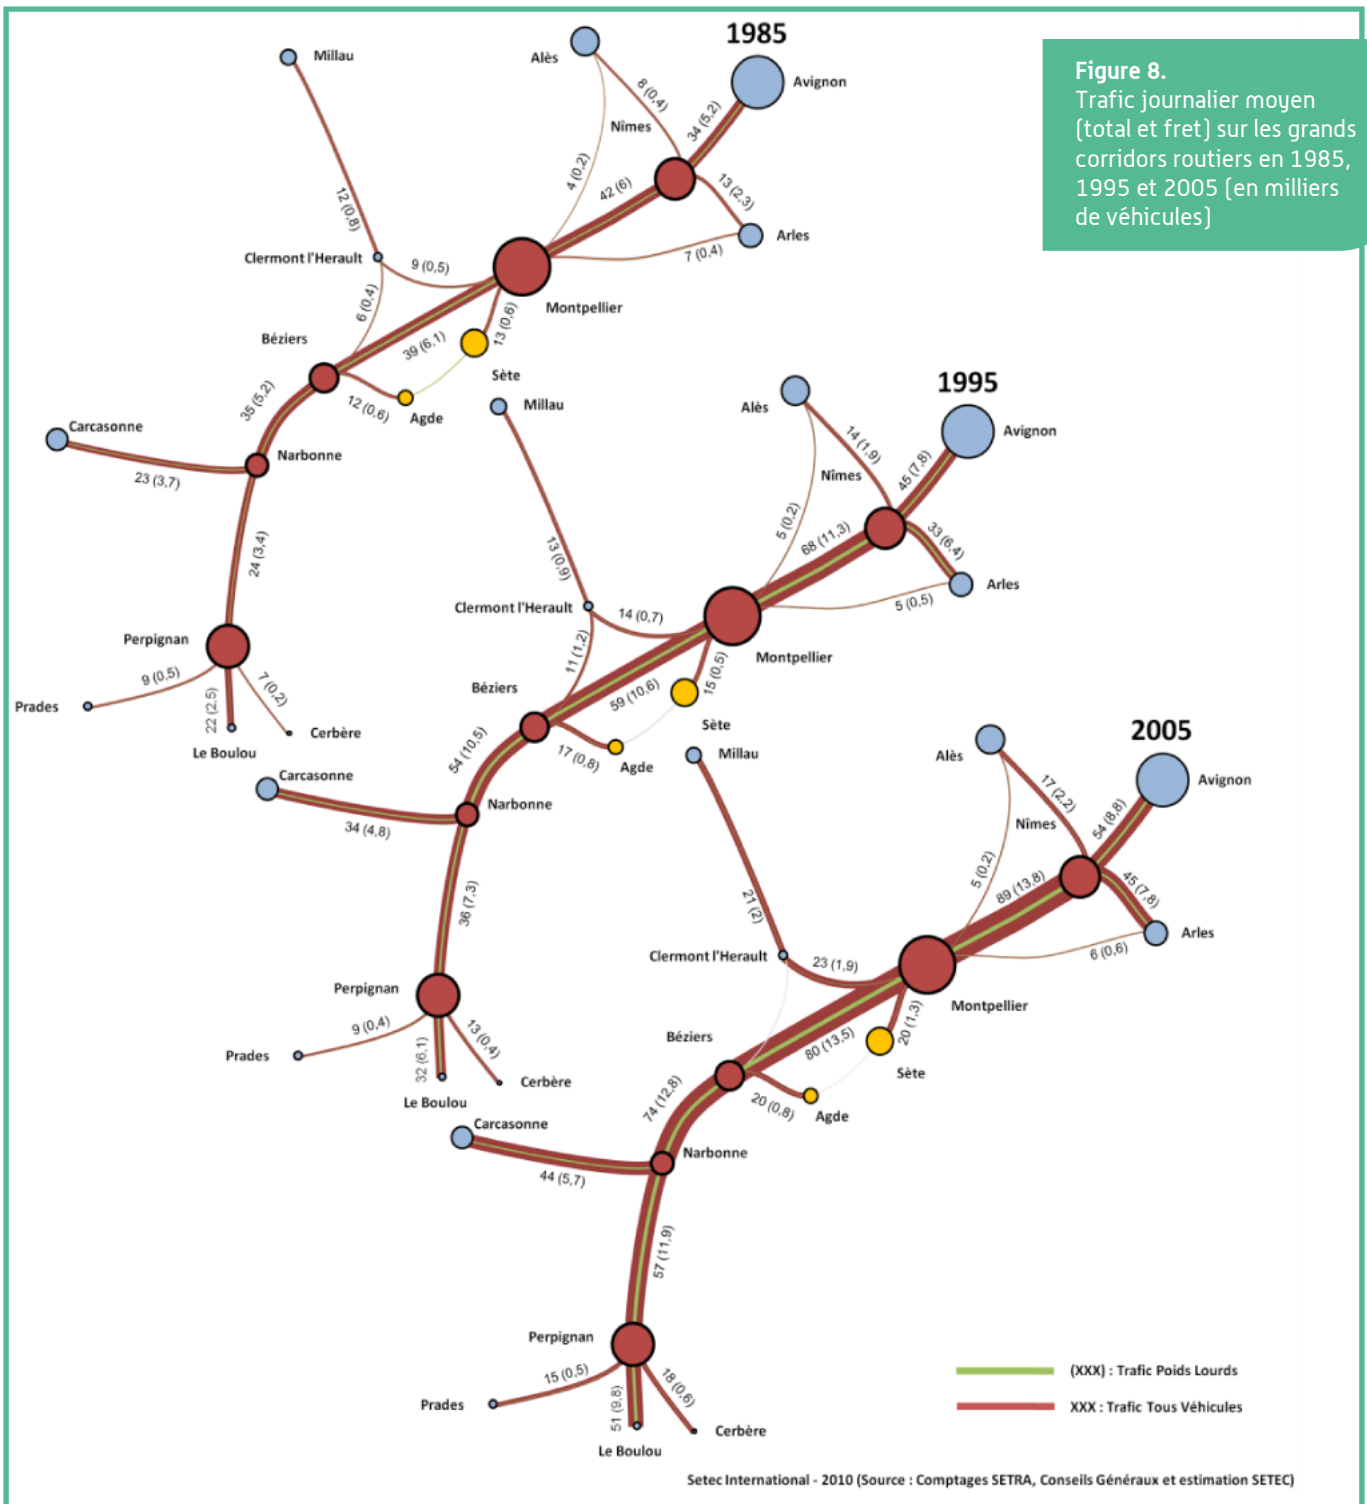 1985
Figure 8.
Trafic journalier moyen
(total et fret) sur les grands
corridors routiers en 1985,
1995 et 2005 (en milliers
de véhicules)
Millau
Alès
Avignon
8 (0,4)
34 (5,2)
Nîmes
4 (0,2)
42 (6)
13 (2,3)
12 (0,8)
Arles
7 (0,4)
Clermont l'Herault
9 (0,5)
6 (0,4)
Montpellier
13 (0,6)
Béziers
39 (6,1)
Sète
35 (5,2)
12 (0,6)
Agde
Carcasonne
23 (3,7)
Narbonne
24 (3,4)
Perpignan
9 (0,5)
7 (0,2)
22 (2,5)
Prades
Le Boulou
Cerbère
1995
Millau
Alès
Avignon
14 (1,9)
45 (7,8)
Nîmes
5 (0,2)
68 (11,3)
33 (6,4)
13 (0,9)
Arles
5 (0,5)
Clermont l'Herault
14 (0,7)
11 (1,2)
Montpellier
15 (0,5)
Béziers
59 (10,6)
Sète
54 (10,5)
17 (0,8)
Agde
Carcasonne
34 (4,8)
Narbonne
36 (7,3)
Perpignan
9 (0,4)
13 (0,4)
32 (6,1)
Prades
Le Boulou
Cerbère
2005
Millau
Alès
Avignon
17 (2,2)
54 (8,8)
Nîmes
5 (0,2)
89 (13,8)
45 (7,8)
21 (2)
Arles
6 (0,6)
Clermont l'Herault
23 (1,9)
Montpellier
20 (1,3)
Béziers
80 (13,5)
Sète
74 (12,8)
20 (0,8)
Agde
Carcasonne
44 (5,7)
Narbonne
57 (11,9)
Perpignan
15 (0,5)
18 (0,6)
51 (9,8)
Prades
Le Boulou
Cerbère
(XXX) : Trafic Poids Lourds
XXX : Trafic Tous Véhicules
Setec International - 2010 (Source : Comptages SETRA, Conseils Généraux et estimation SETEC)